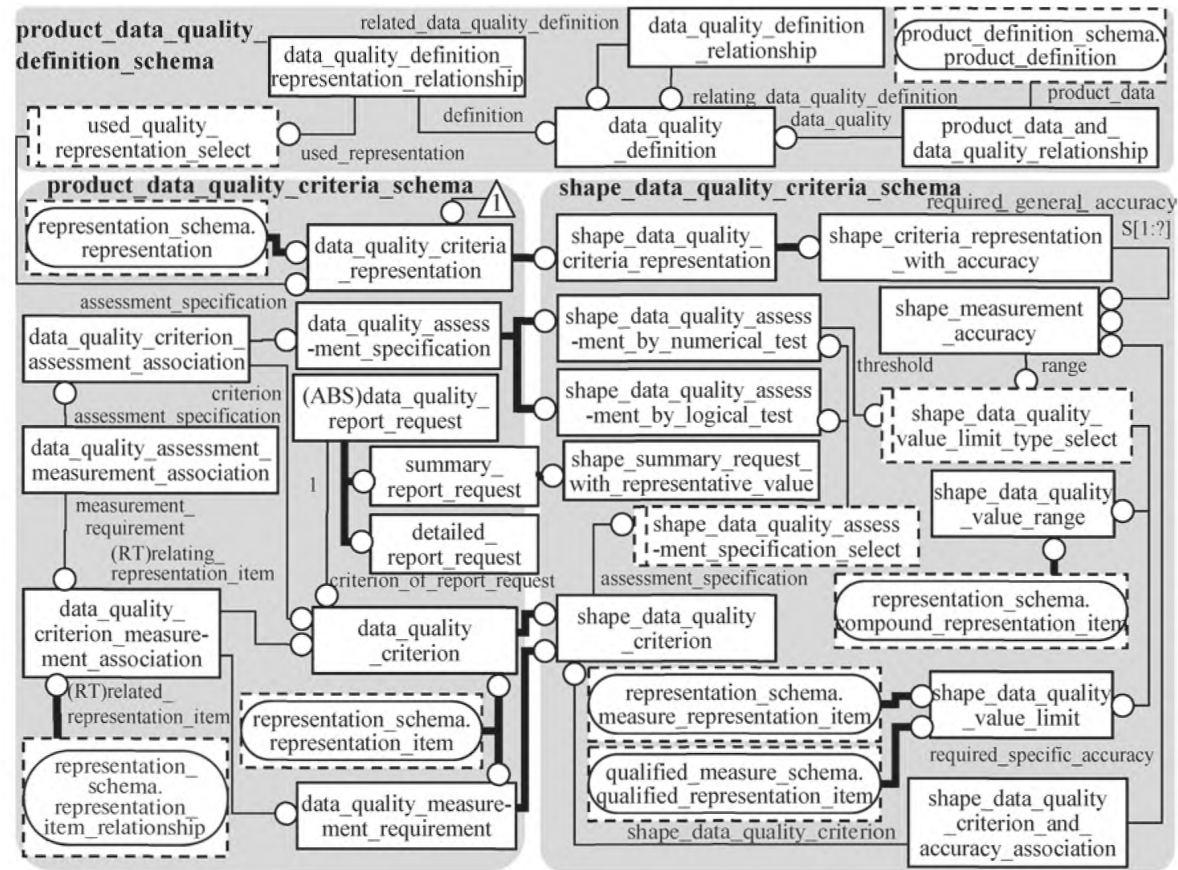 product_data_quality_
definition_schema
related_data_quality_definition
data_quality_definition_
representation_relationship
data_quality_definition
_relationship
product_definition_schema.
product_definition
used_quality_
representation_select
used_representation
definition
relating_data_quality_definition
data_quality
_definition
data_quality
product_data
product_data_and_
data_quality_relationship
product_data_quality_criteria_schema
1
representation_schema.
representation
data_quality_criteria
_representation
assessment_specification
data_quality_criterion_
assessment_association
data_quality_assess
-ment_specification
criterion
assessment_specification
(ABS)data_quality_
report_request
data_quality_assessment_
measurement_association
1
summary_
report_request
measurement_
requirement
detailed_
report_request
(RT)relating_
representation_item
criterion_of_report_request
data_quality_
criterion_measure-
ment_association
data_quality
_criterion
(RT)related_
representation_item
representation_schema.
representation_item
representation_
schema.
representation_
item_relationship
data_quality_measure-
ment_requirement
shape_data_quality_criteria_schema
required_general_accuracy
S[1:?]
shape_data_quality_
criteria_representation
shape_criteria_representation
_with_accuracy
shape_data_quality_assess
-ment_by_numerical_test
shape_measurement
_accuracy
threshold
range
shape_data_quality_assess
-ment_by_logical_test
shape_data_quality_
value_limit_type_select
shape_summary_request_
with_representative_value
shape_data_quality
_value_range
shape_data_quality_assess
-ment_specification_select
assessment_specification
representation_schema.
compound_representation_item
shape_data_quality_
criterion
representation_schema.
measure_representation_item
shape_data_quality
_value_limit
required_specific_accuracy
qualified_measure_schema.
qualified_representation_item
shape_data_quality_criterion
shape_data_quality
_criterion_and_
accuracy_association